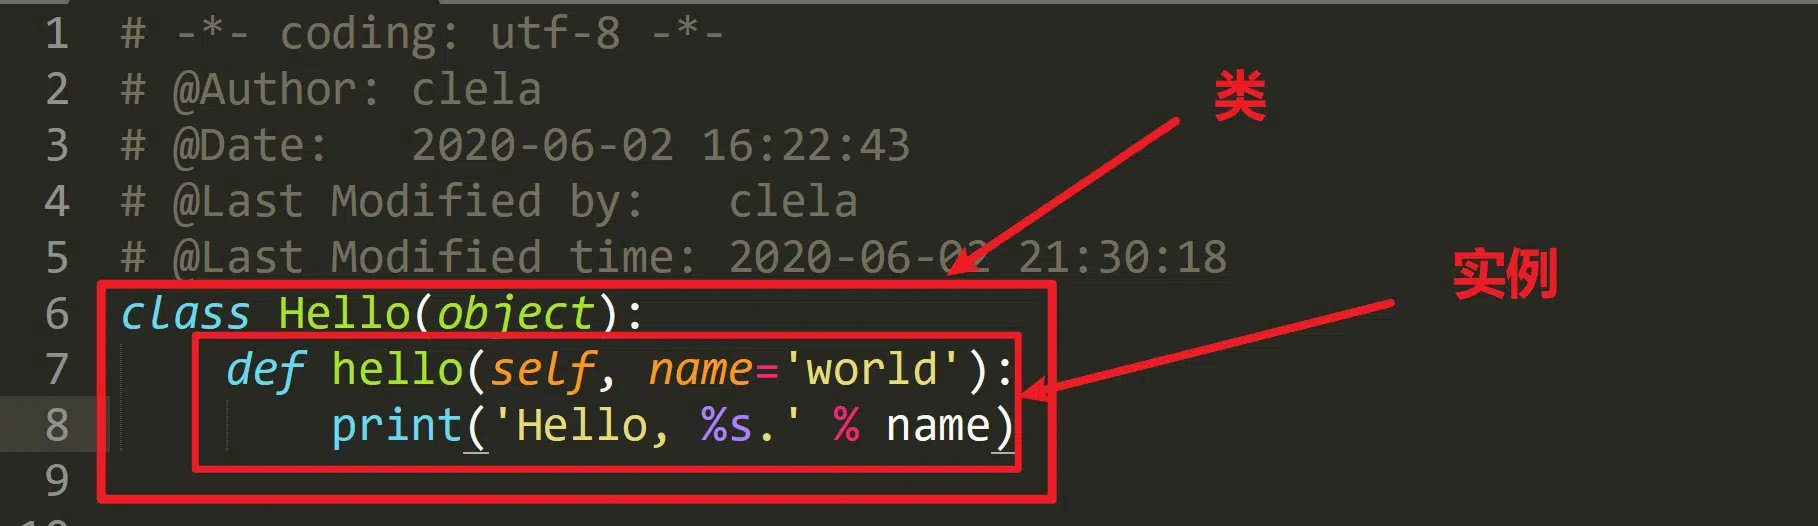 1 # -*- coding: utf-8 -*-
2 # @Author: clela
3 # @Date:   2020-06-02 16:22:43
4 # @Last Modified by:   clela
5 # @Last Modified time: 2020-06-02 21:30:18
6 class Hello(object):
7     def hello(self, name='world'):
8         print('Hello, %s.' % name)
9
10
类
实例